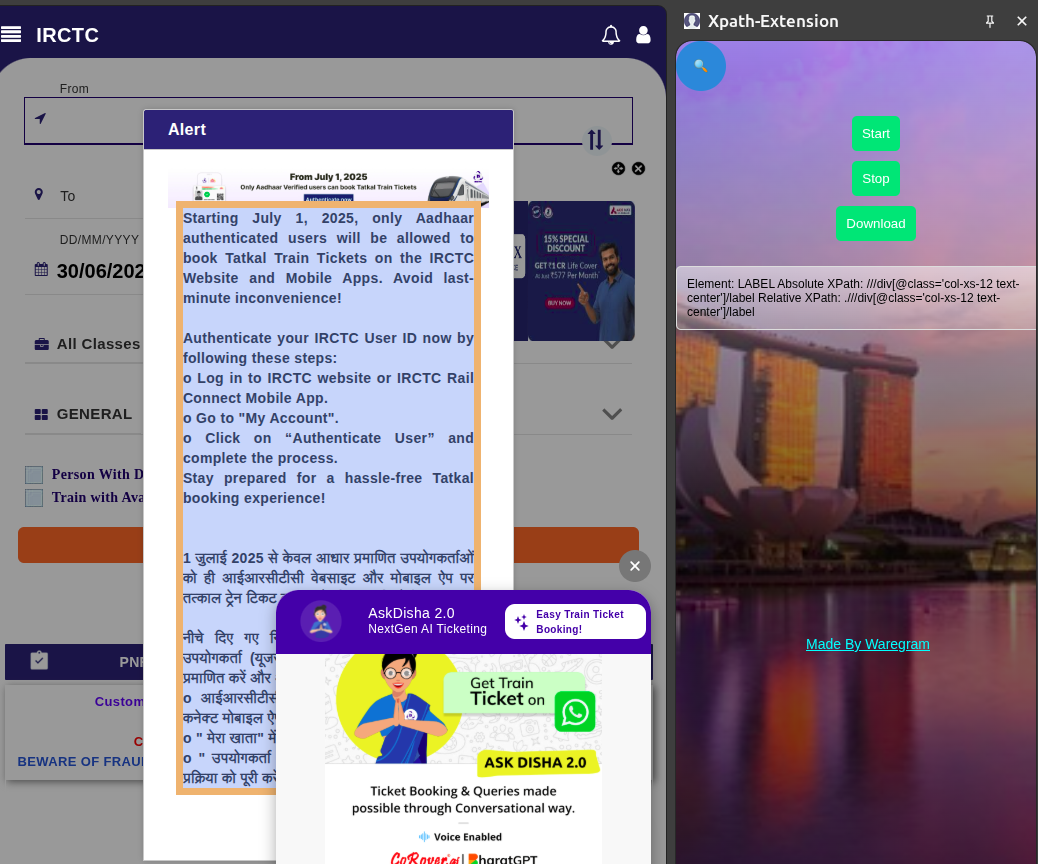 IRCTC
Xpath-Extension
From
Alert
From July 1, 2025
Only Aadhaar Verified users can book Tatkal Train Tickets
Authenticate now
To
DD/MM/YYYY
30/06/202
All Classes
GENERAL
Person With D
Train with Ava
Starting July 1, 2025, only Aadhaar
authenticated users will be allowed to
book Tatkal Train Tickets on the IRCTC
Website and Mobile Apps. Avoid last-
minute inconvenience!
Authenticate your IRCTC User ID now by
following these steps:
o Log in to IRCTC website or IRCTC Rail
Connect Mobile App.
o Go to "My Account".
o Click on “Authenticate User” and
complete the process.
Stay prepared for a hassle-free Tatkal
booking experience!
1 जुलाई 2025 से केवल आधार प्रमाणित उपयोगकर्ताओं
को ही आईआरसीटीसी वेबसाइट और मोबाइल ऐप पर
तत्काल ट्रेन टिकट
नीचे दिए गए
उपयोगकर्ता (यूज
प्रमाणित करें और
o आईआरसीटीसी
कनेक्ट मोबाइल ऐ
o " मेरा खाता" में
o " उपयोगकर्ता
प्रक्रिया को पूरी करें
15% SPECIAL
DISCOUNT
GET ₹1 CR Life Cover
At Just ₹577 Per Month
BUY NOW
PNR
Custom
C
BEWARE OF FRAU
AskDisha 2.0
NextGen AI Ticketing
Easy Train Ticket
Booking!
Get Train
Ticket on
ASK DISHA 2.0
Ticket Booking & Queries made
possible through Conversational way.
Voice Enabled
CoRover.ai | BharatGPT
Start
Stop
Download
Element: LABEL Absolute XPath: ///div[@class='col-xs-12 text-
center']/label Relative XPath: .///div[@class='col-xs-12 text-
center']/label
Made By Waregram